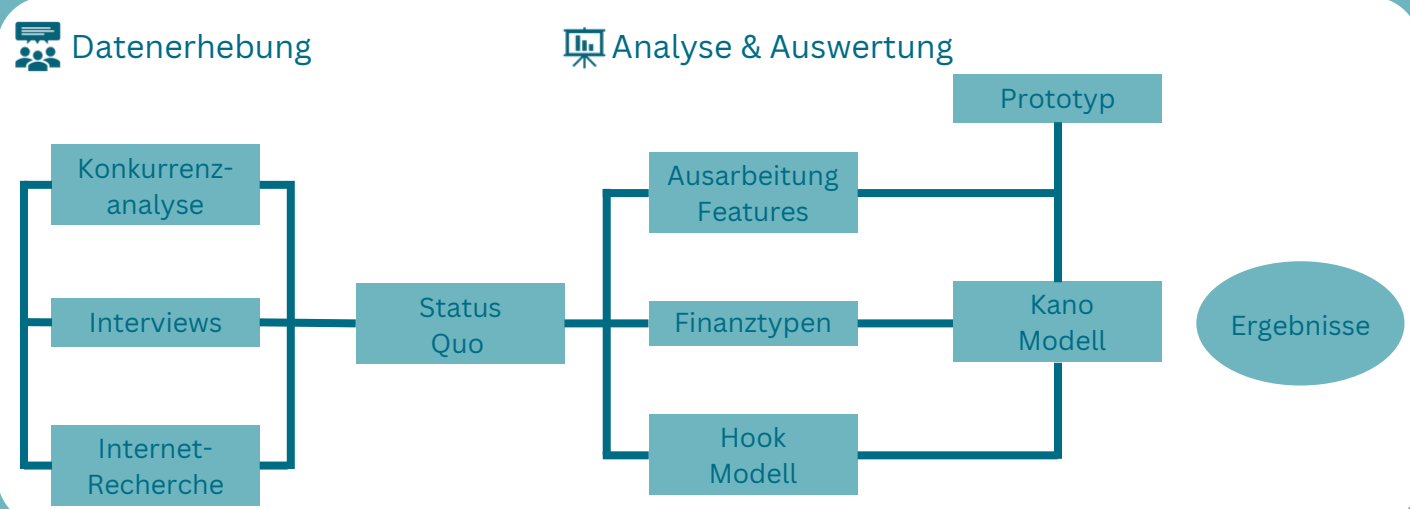 Datenerhebung
Analyse & Auswertung
Prototyp
Konkurrenz-
analyse
Ausarbeitung
Features
Interviews
Status
Quo
Finanztypen
Kano
Modell
Ergebnisse
Internet-
Recherche
Hook
Modell